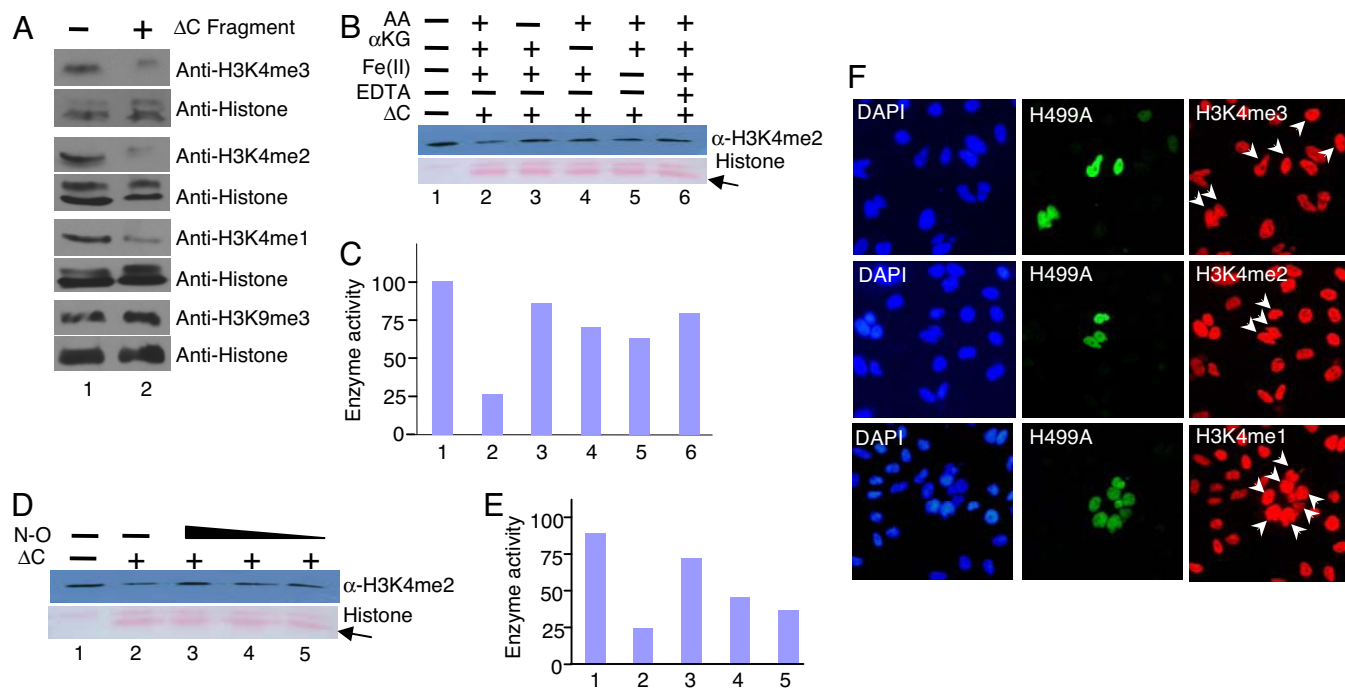 A
− + ΔC Fragment
Anti-H3K4me3
Anti-Histone
Anti-H3K4me2
Anti-Histone
Anti-H3K4me1
Anti-Histone
Anti-H3K9me3
Anti-Histone
1 2
B
AA − + − + + +
αKG − + + − + +
Fe(II) − + + + − +
EDTA − − − − − +
ΔC − + + + + +
α-H3K4me2
Histone
1 2 3 4 5 6
C
Enzyme activity
100
75
50
25
0
1 2 3 4 5 6
D
N-O − −
ΔC − + + + +
α-H3K4me2
Histone
1 2 3 4 5
E
Enzyme activity
100
75
50
25
0
1 2 3 4 5
F
DAPI H499A H3K4me3
DAPI H499A H3K4me2
DAPI H499A H3K4me1